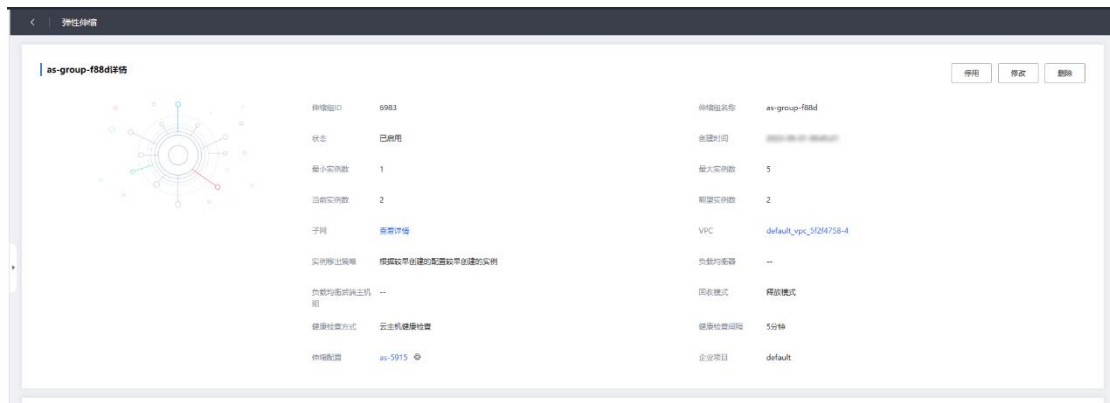 弹性伸缩
as-group-f88d详情
停用 修改 删除
伸缩组ID 6983 伸缩组名称 as-group-f88d
状态 已启用 创建时间
最小实例数 1 最大实例数 5
当前实例数 2 期望实例数 2
子网 查看详情 VPC default_vpc_5f2f4758-4
实例移出策略 根据较早创建的配置较早创建的实例 负载均衡器 --
负载均衡后端主机 -- 回收模式 释放模式
组
健康检查方式 云主机健康检查 健康检查间隔 5分钟
伸缩配置 as-5915 企业项目 default